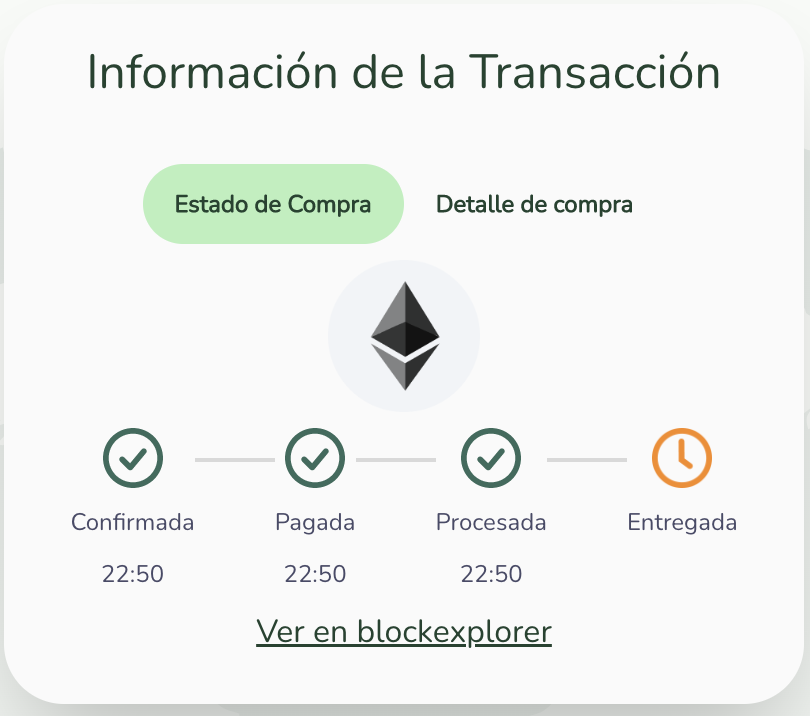 Información de la Transacción
Estado de Compra Detalle de compra
Confirmada Pagada Procesada Entregada
22:50 22:50 22:50
Ver en blockexplorer